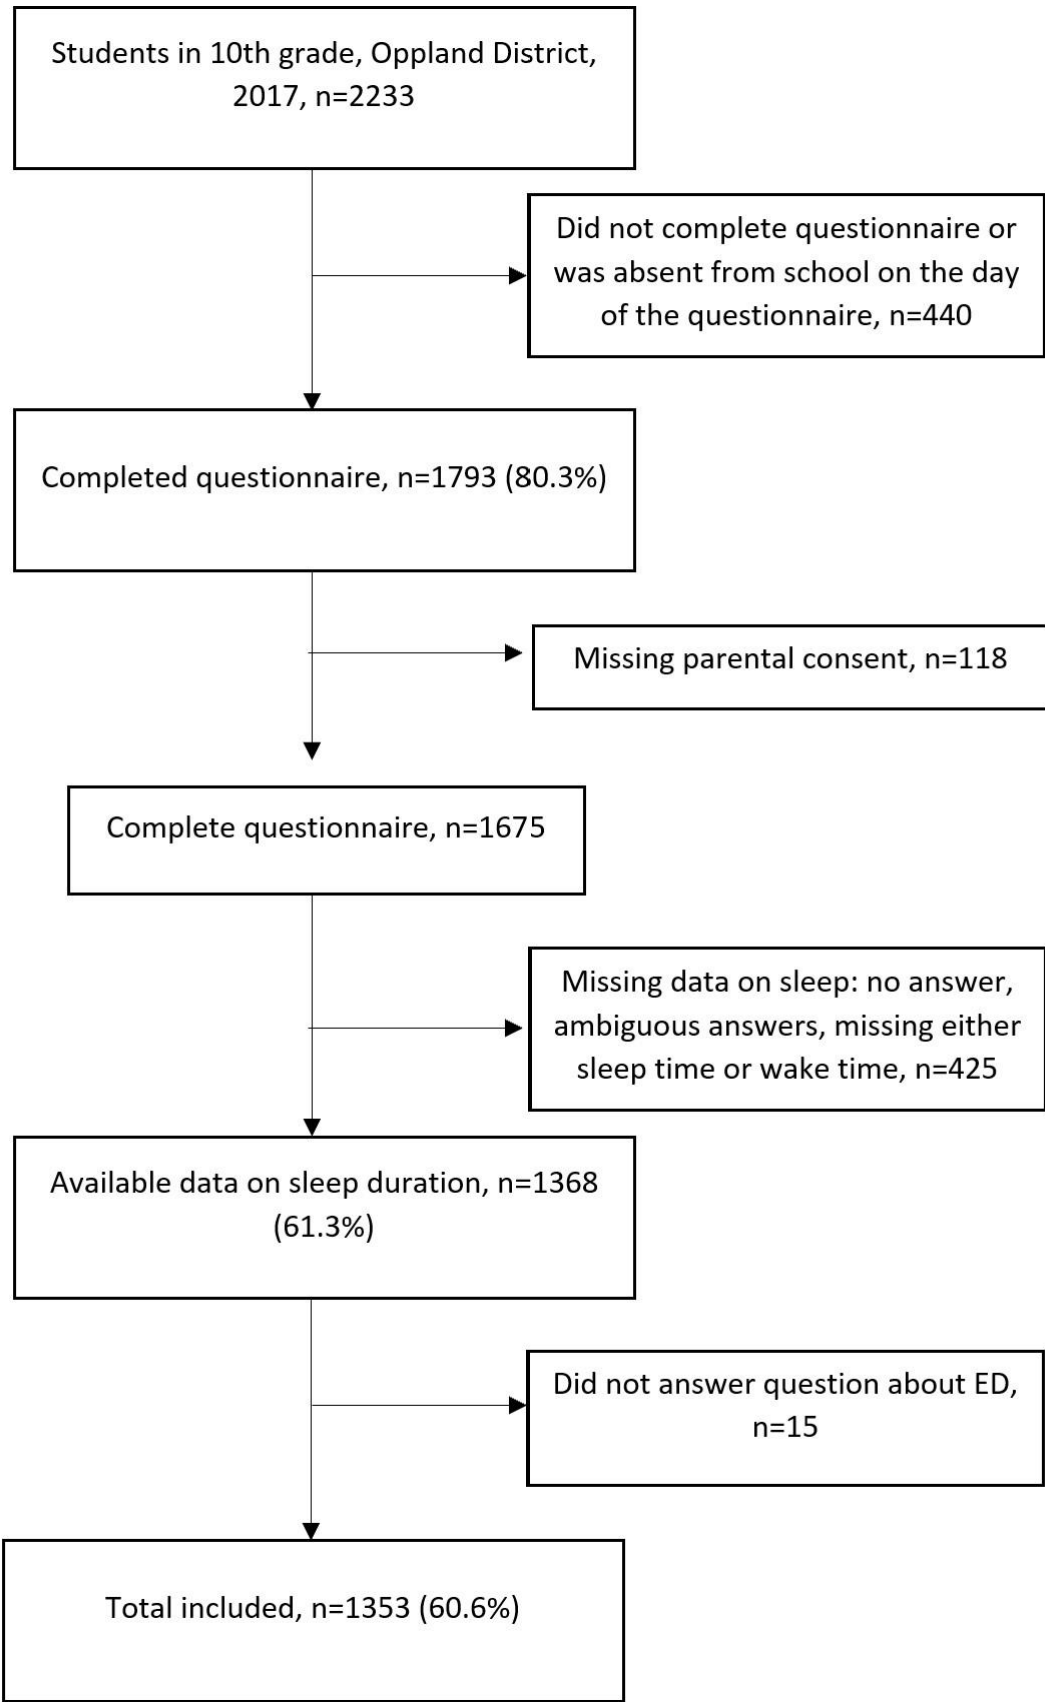 Students in 10th grade, Oppland District,
2017, n=2233
Did not complete questionnaire or
was absent from school on the day
of the questionnaire, n=440
Completed questionnaire, n=1793 (80.3%)
Missing parental consent, n=118
Complete questionnaire, n=1675
Missing data on sleep: no answer,
ambiguous answers, missing either
sleep time or wake time, n=425
Available data on sleep duration, n=1368
(61.3%)
Did not answer question about ED,
n=15
Total included, n=1353 (60.6%)